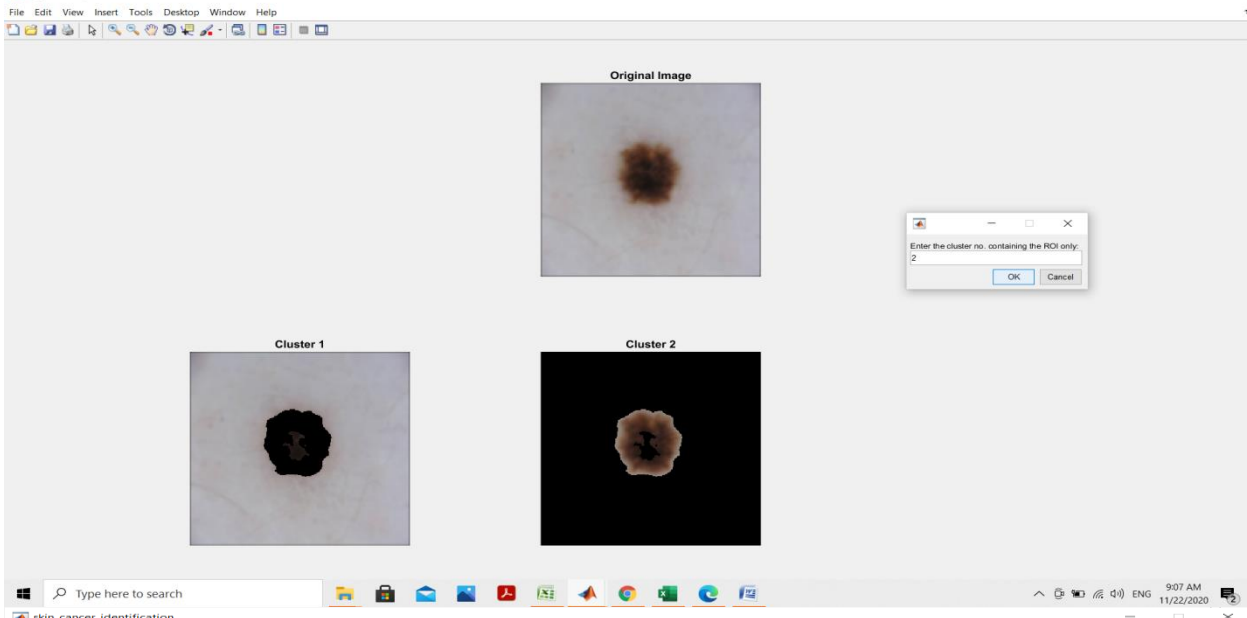 File Edit View Insert Tools Desktop Window Help
Original Image
Enter the cluster no. containing the ROI only:
2
OK Cancel
Cluster 1 Cluster 2
Type here to search
ENG 9:07 AM
11/22/2020
2
skin_cancer_identification